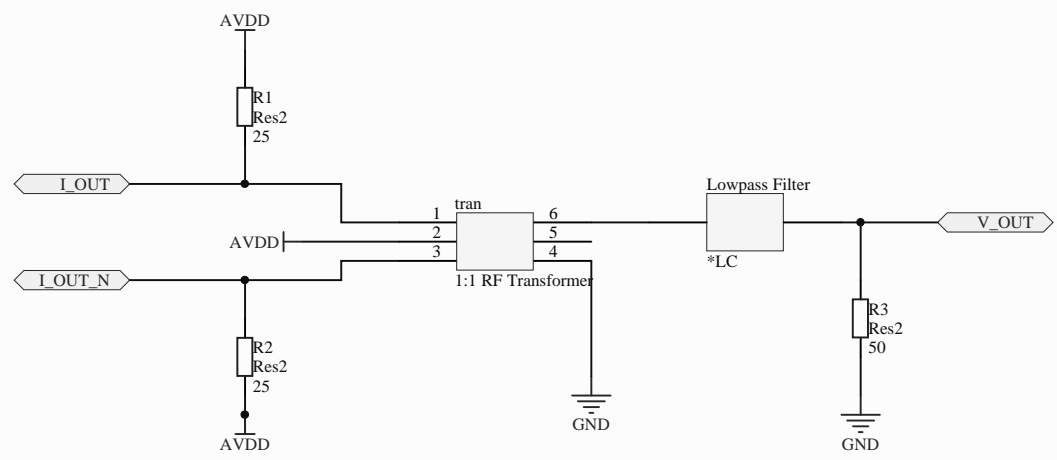 AVDD
R1
Res2
25
I_OUT
tran
1
2
3
6
5
4
AVDD
1:1 RF Transformer
I_OUT_N
R2
Res2
25
AVDD
GND
Lowpass Filter
*LC
V_OUT
R3
Res2
50
GND